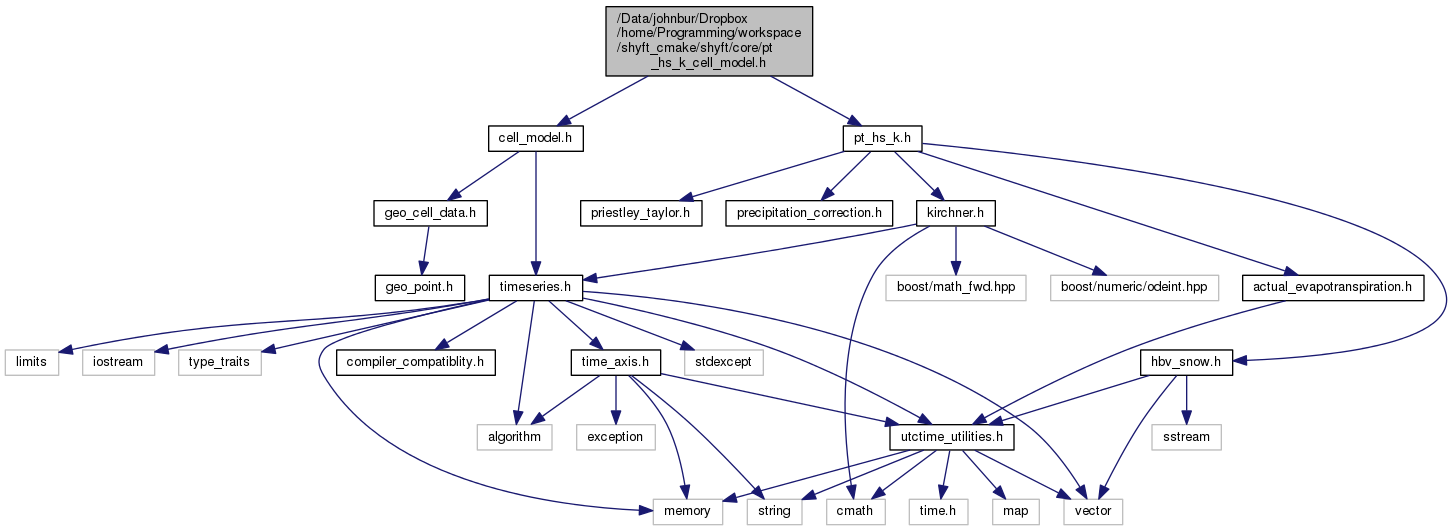 /Data/johnbur/Dropbox
/home/Programming/workspace
/shyft_cmake/shyft/core/pt
_hs_k_cell_model.h
cell_model.h
pt_hs_k.h
geo_cell_data.h
priestley_taylor.h
precipitation_correction.h
kirchner.h
geo_point.h
timeseries.h
boost/math_fwd.hpp
boost/numeric/odeint.hpp
actual_evapotranspiration.h
limits
iostream
type_traits
compiler_compatiblity.h
time_axis.h
stdexcept
hbv_snow.h
algorithm
exception
utctime_utilities.h
sstream
memory
string
cmath
time.h
map
vector